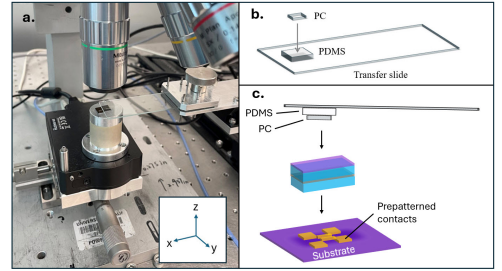 a.
z
x
y
b.
PC
PDMS
Transfer slide
c.
PDMS
PC
Prepatterned
contacts
Substrate